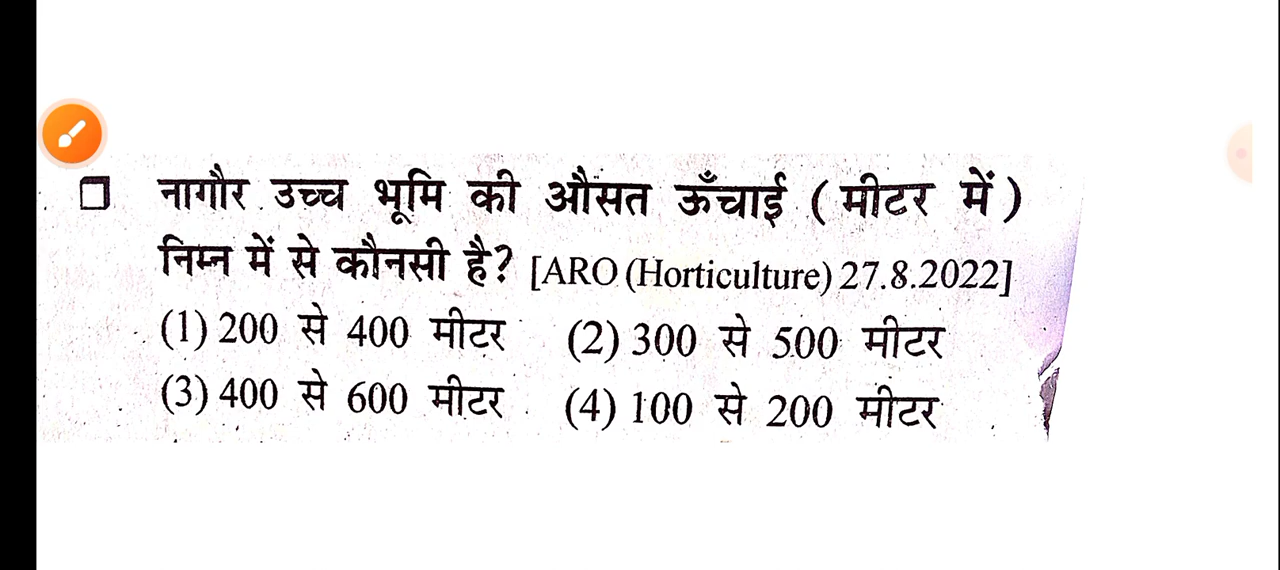 नागौर उच्च भूमि की औसत ऊँचाई ( मीटर में )
निम्न में से कौनसी है? [ARO (Horticulture) 27.8.2022]
(1) 200 से 400 मीटर (2) 300 से 500 मीटर
(3) 400 से 600 मीटर (4) 100 से 200 मीटर